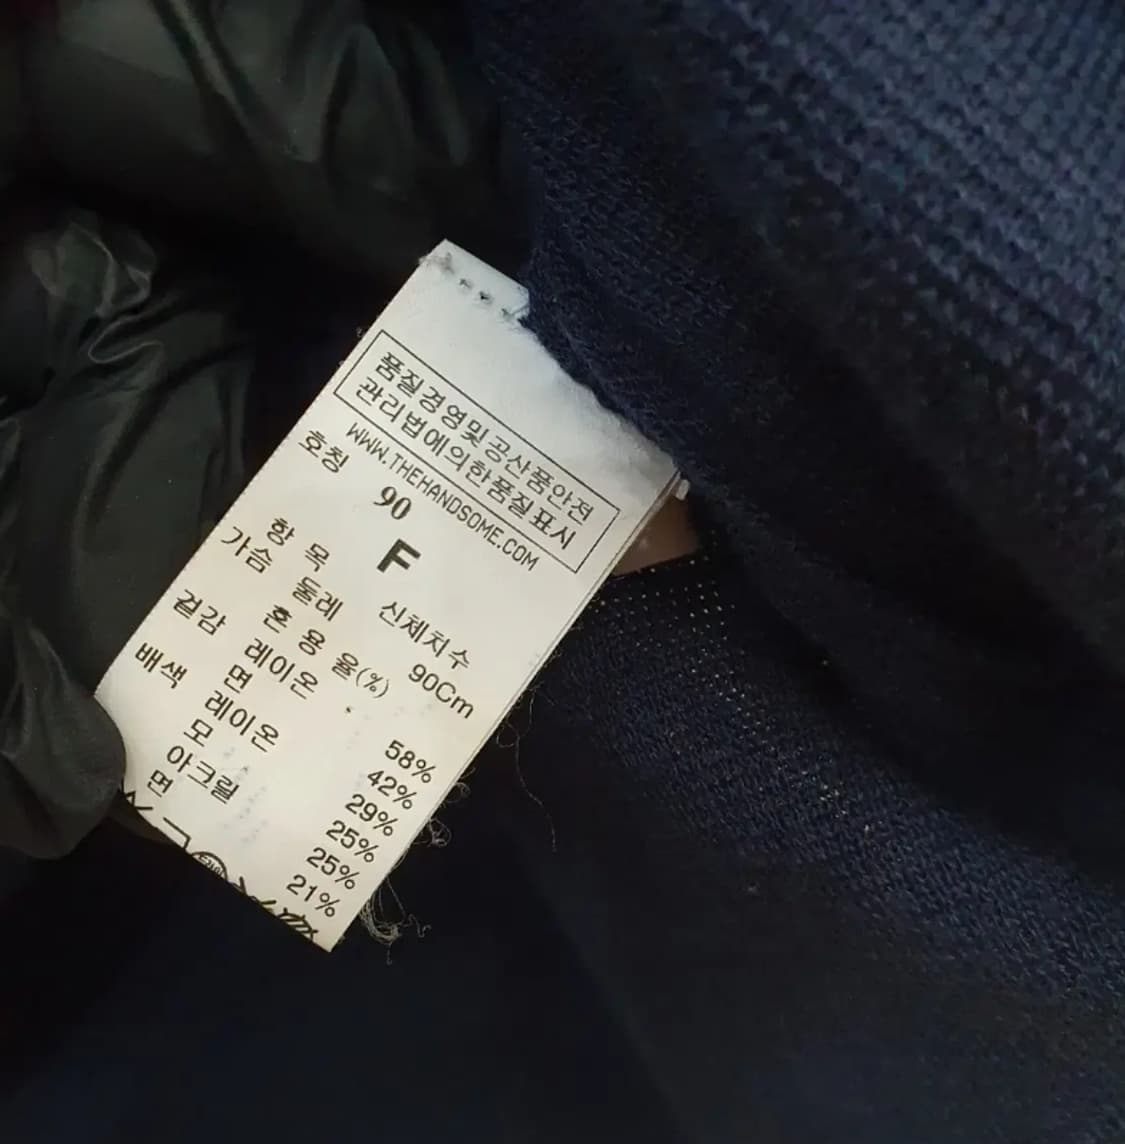 품질경영및공산품안전
관리법에의한품질표시
WWW.THEHANDSOME.COM
호칭 90
F
항 목 신체치수
가슴 둘레 90Cm
혼 용 율(%)
겉감 레이온 58%
면 42%
배색 레이온 29%
모 25%
아크릴 25%
면 21%